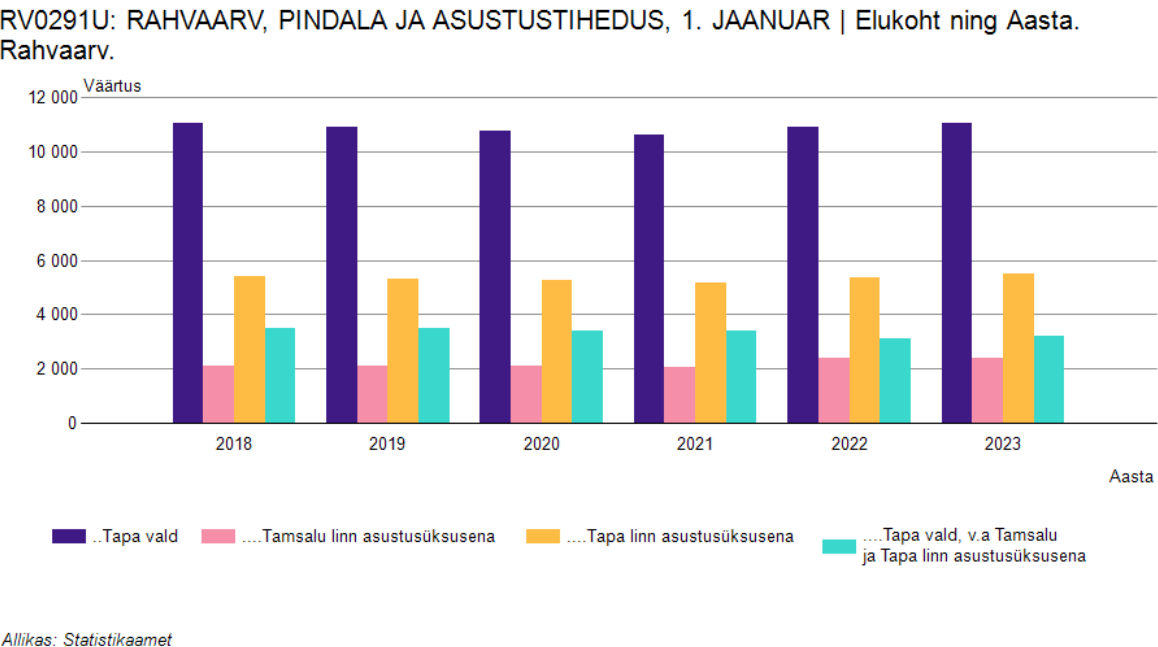 RV0291U: RAHVAARV, PINDALA JA ASUSTUSTIHEDUS, 1. JAANUAR | Elukoht ning Aasta.
Rahvaarv.
Väärtus
12 000
10 000
8 000
6 000
4 000
2 000
0
2018 2019 2020 2021 2022 2023
Aasta
..Tapa vald ....Tamsalu linn asustusüksusena ....Tapa linn asustusüksusena ....Tapa vald, v.a Tamsalu
ja Tapa linn asustusüksusena
Allikas: Statistikaamet